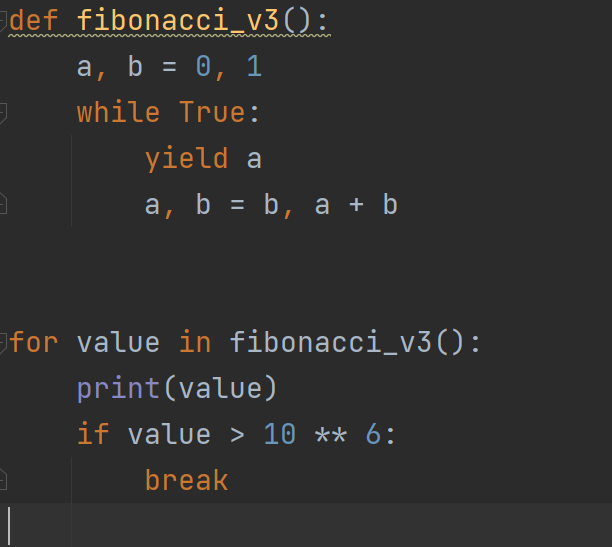 def fibonacci_v3():
    a, b = 0, 1
    while True:
        yield a
        a, b = b, a + b
for value in fibonacci_v3():
    print(value)
    if value > 10 ** 6:
        break